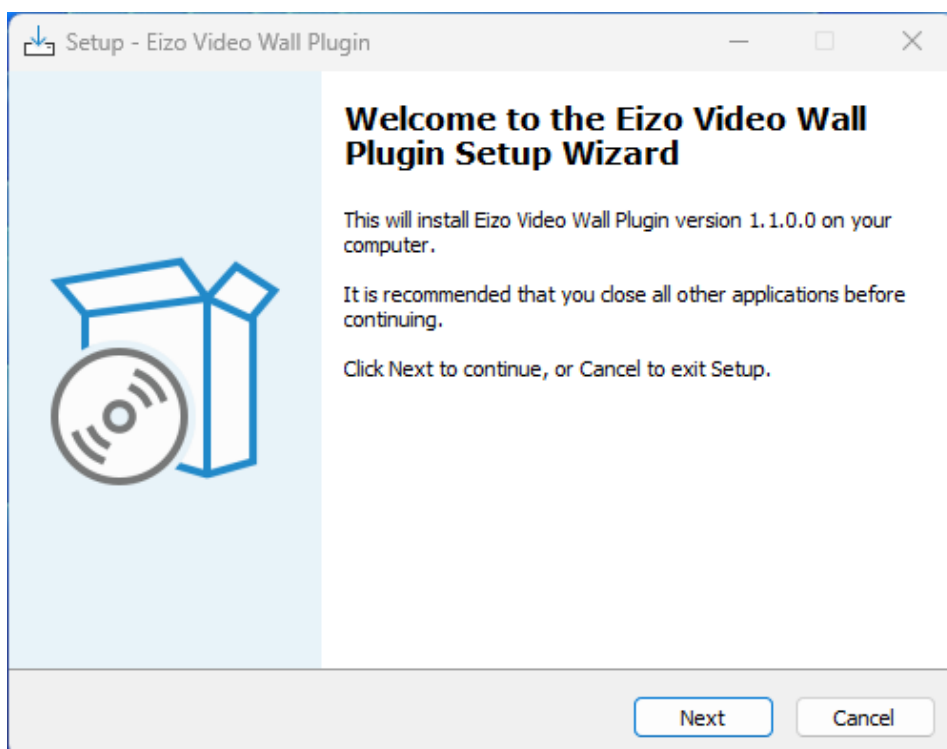 Setup - Eizo Video Wall Plugin
Welcome to the Eizo Video Wall
Plugin Setup Wizard
This will install Eizo Video Wall Plugin version 1.1.0.0 on your
computer.
It is recommended that you close all other applications before
continuing.
Click Next to continue, or Cancel to exit Setup.
Next
Cancel